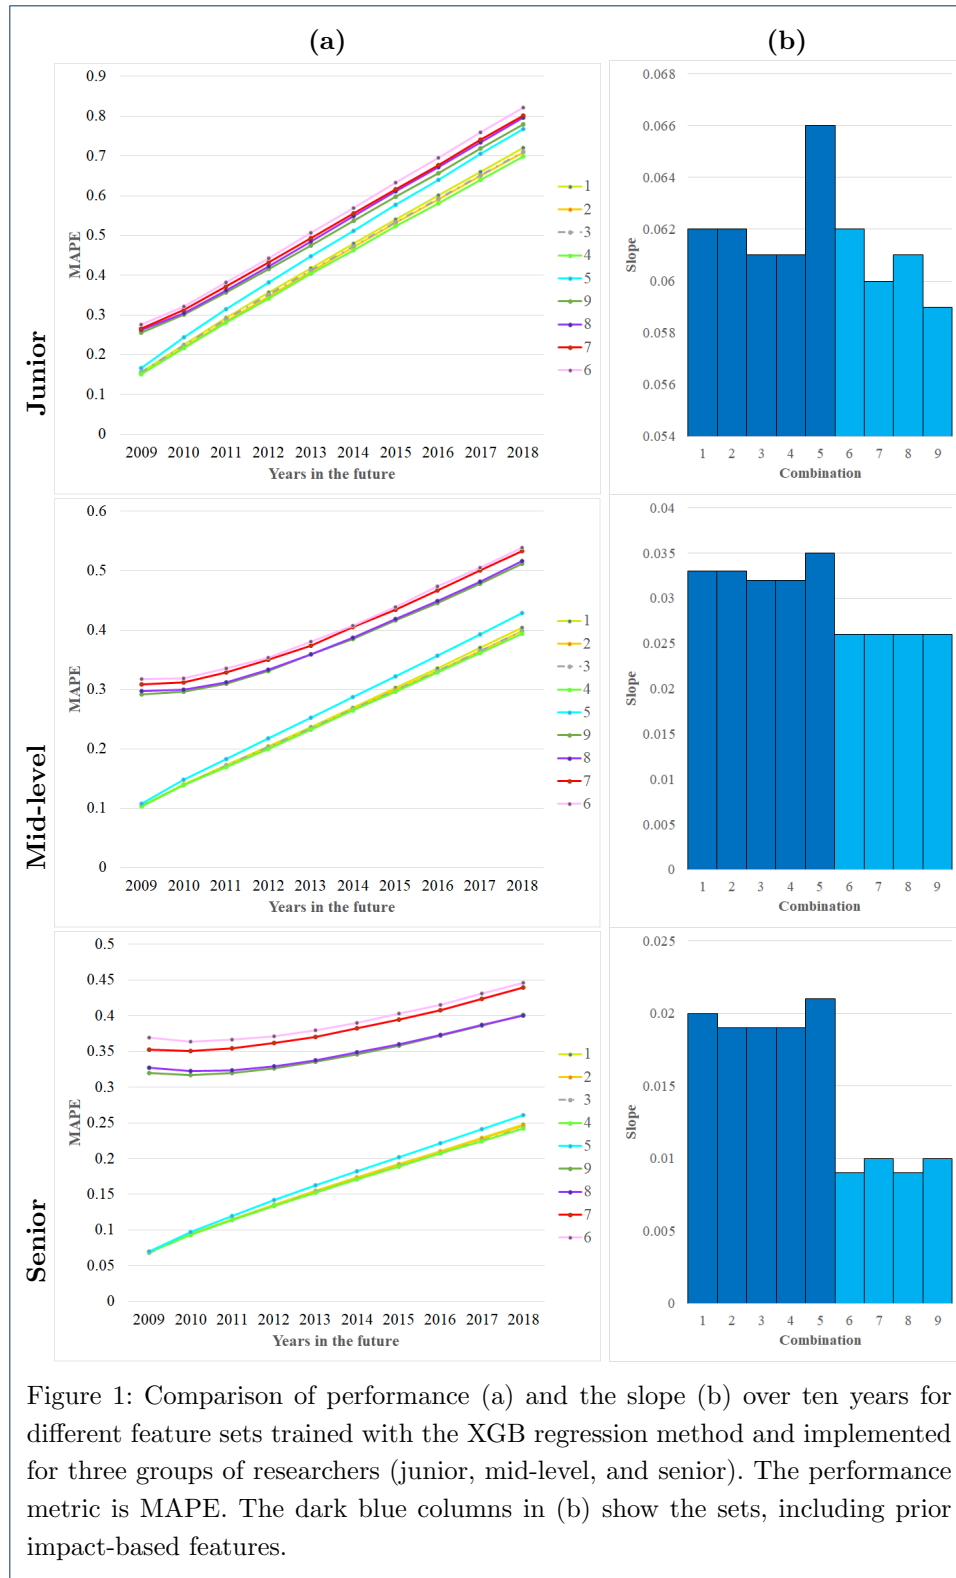 (a)
(b)
Junior
0.9
0.8
0.7
0.6
0.5
0.4
0.3
0.2
0.1
0
MAPE
2009 2010 2011 2012 2013 2014 2015 2016 2017 2018
Years in the future
1
2
3
4
5
9
8
7
6
0.068
0.066
0.064
0.062
0.06
0.058
0.056
0.054
Slope
1 2 3 4 5 6 7 8 9
Combination
Mid-level
0.6
0.5
0.4
0.3
0.2
0.1
0
MAPE
2009 2010 2011 2012 2013 2014 2015 2016 2017 2018
Years in the future
1
2
3
4
5
9
8
7
6
0.04
0.035
0.03
0.025
0.02
0.015
0.01
0.005
0
Slope
1 2 3 4 5 6 7 8 9
Combination
Senior
0.5
0.45
0.4
0.35
0.3
0.25
0.2
0.15
0.1
0.05
0
MAPE
2009 2010 2011 2012 2013 2014 2015 2016 2017 2018
Years in the future
1
2
3
4
5
9
8
7
6
0.025
0.02
0.015
0.01
0.005
0
Slope
1 2 3 4 5 6 7 8 9
Combination
Figure 1: Comparison of performance (a) and the slope (b) over ten years for
different feature sets trained with the XGB regression method and implemented
for three groups of researchers (junior, mid-level, and senior). The performance
metric is MAPE. The dark blue columns in (b) show the sets, including prior
impact-based features.